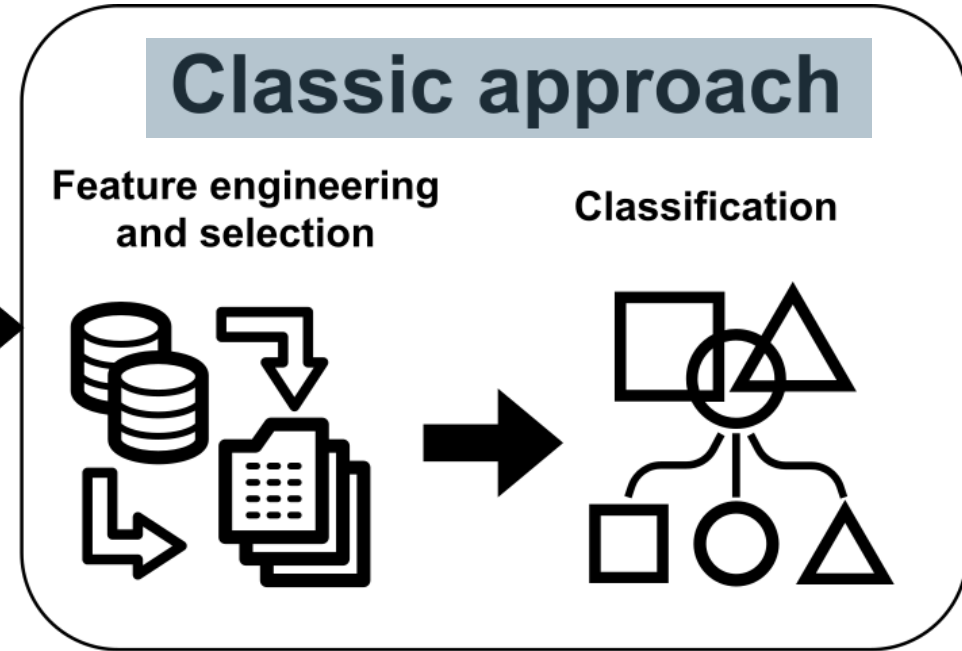 Classic approach
Feature engineering
and selection
Classification